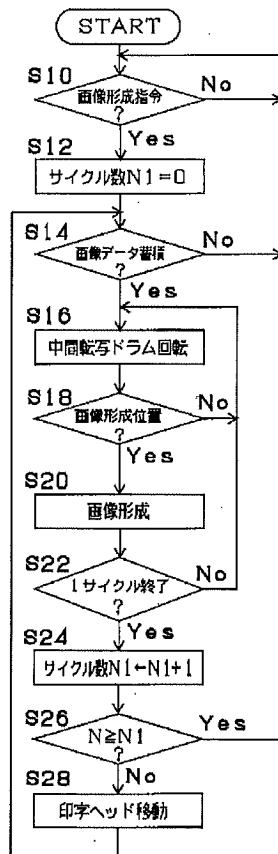 START
S10
画像形成指令
?
No
Yes
S12
サイクル数N1=0
S14
画像データ蓄積
?
No
Yes
S16
中間転写ドラム回転
S18
画像形成位置
?
No
Yes
S20
画像形成
S22
1サイクル終了
?
No
Yes
S24
サイクル数N1←N1+1
S26
N≧N1
?
Yes
No
S28
印字ヘッド移動